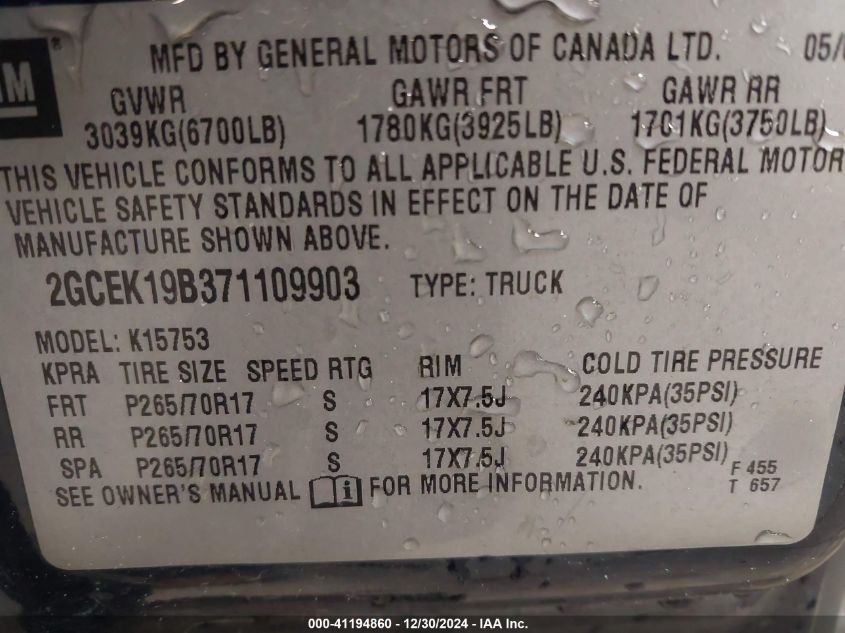 GM ®
MFD BY GENERAL MOTORS OF CANADA LTD. 05/0
GVWR GAWR FRT GAWR RR
3039KG(6700LB) 1780KG(3925LB) 1701KG(3750LB)
THIS VEHICLE CONFORMS TO ALL APPLICABLE U.S. FEDERAL MOTOR
VEHICLE SAFETY STANDARDS IN EFFECT ON THE DATE OF
MANUFACTURE SHOWN ABOVE.
2GCEK19B371109903 TYPE: TRUCK
MODEL: K15753
KPRA TIRE SIZE SPEED RTG RIM COLD TIRE PRESSURE
FRT P265/70R17 S 17X7.5J 240KPA(35PSI)
RR P265/70R17 S 17X7.5J 240KPA(35PSI)
SPA P265/70R17 S 17X7.5J 240KPA(35PSI) F 455
SEE OWNER'S MANUAL i FOR MORE INFORMATION. T 657
000-41194860 - 12/30/2024 - IAA Inc.